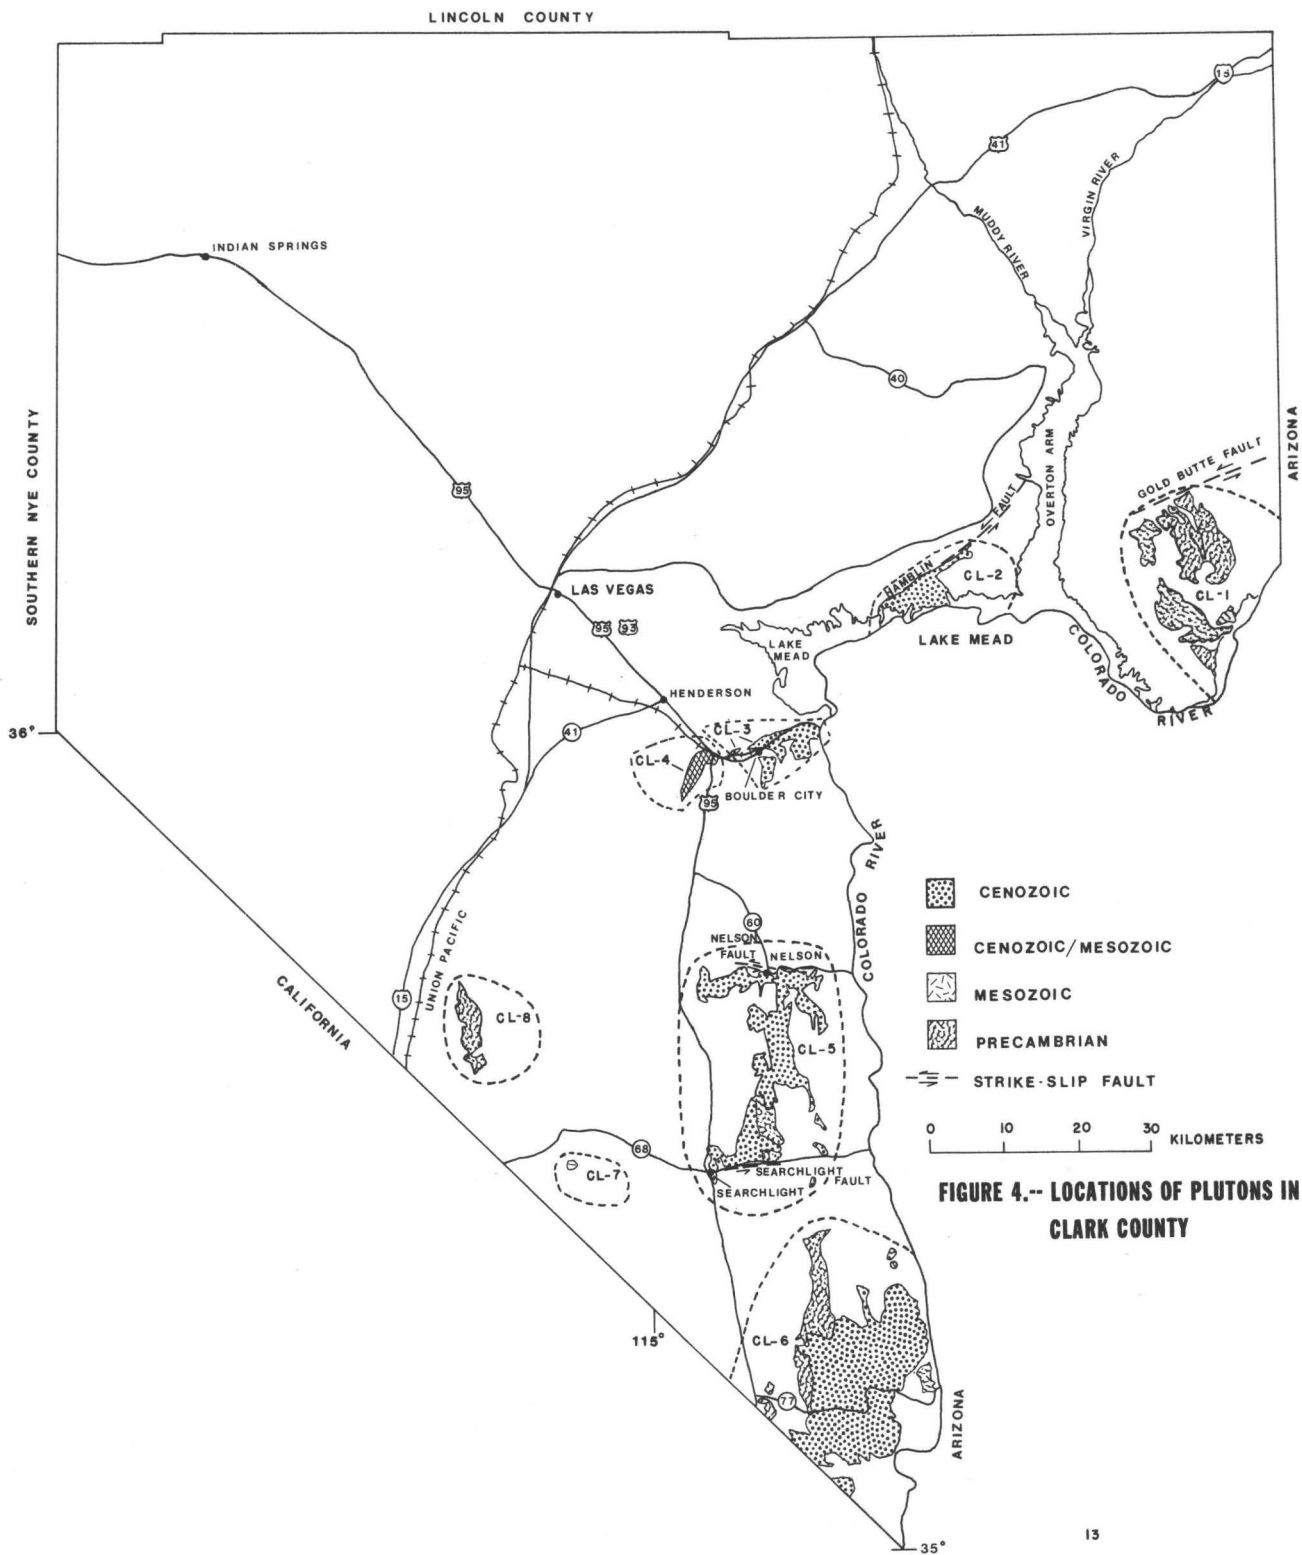 LINCOLN COUNTY
15
41
VIRGIN RIVER
MUDDY RIVER
INDIAN SPRINGS
40
SOUTHERN NYE COUNTY
ARIZONA
GOLD BUTTE FAULT
OVERTON ARM
95
HAMBLIN FAULT
CL-2
CL-1
LAS VEGAS
95 93
LAKE MEAD
LAKE
MEAD
COLORADO RIVER
HENDERSON
36°
41
CL-3
CL-4
BOULDER CITY
95
COLORADO RIVER
60
NELSON
FAULT
NELSON
UNION PACIFIC
CALIFORNIA
15
CL-8
CL-5
CENOZOIC
CENOZOIC/MESOZOIC
MESOZOIC
PRECAMBRIAN
STRIKE-SLIP FAULT
0 10 20 30 KILOMETERS
68
CL-7
SEARCHLIGHT FAULT
SEARCHLIGHT
FIGURE 4.-- LOCATIONS OF PLUTONS IN
CLARK COUNTY
115°
CL-6
77
ARIZONA
13
35°